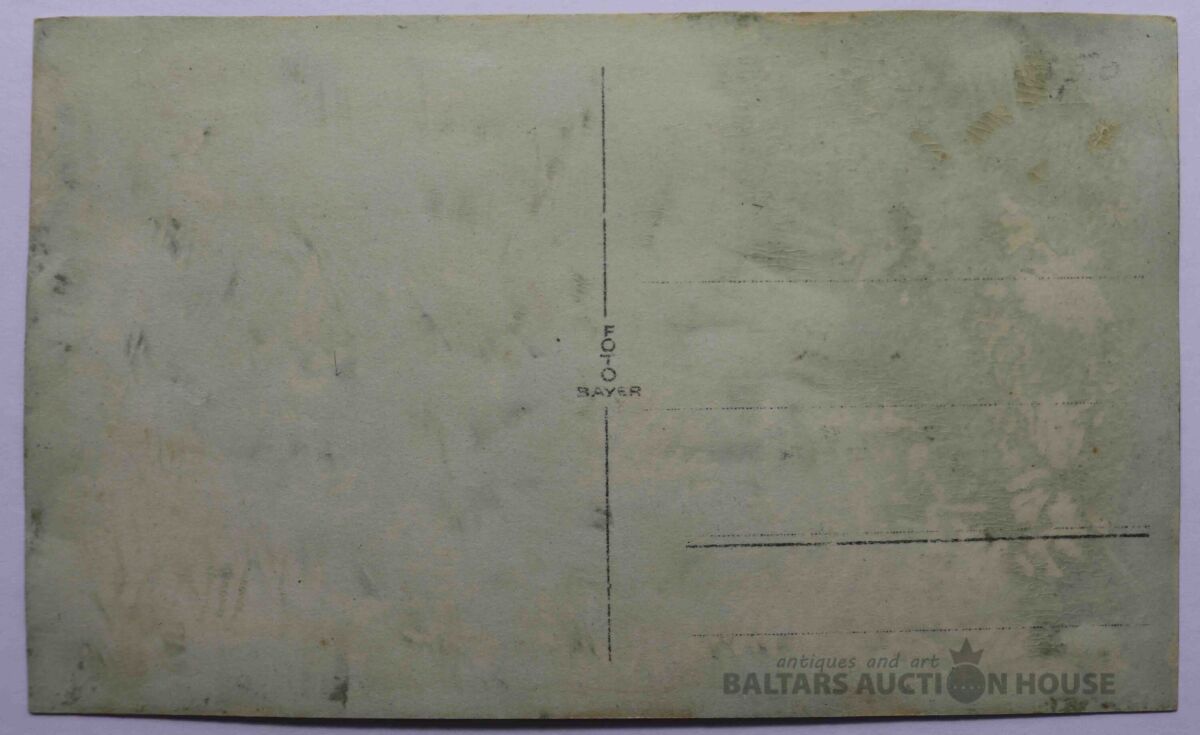 FOTO
BAYER
antiques and art
BALTARS AUCTION HOUSE